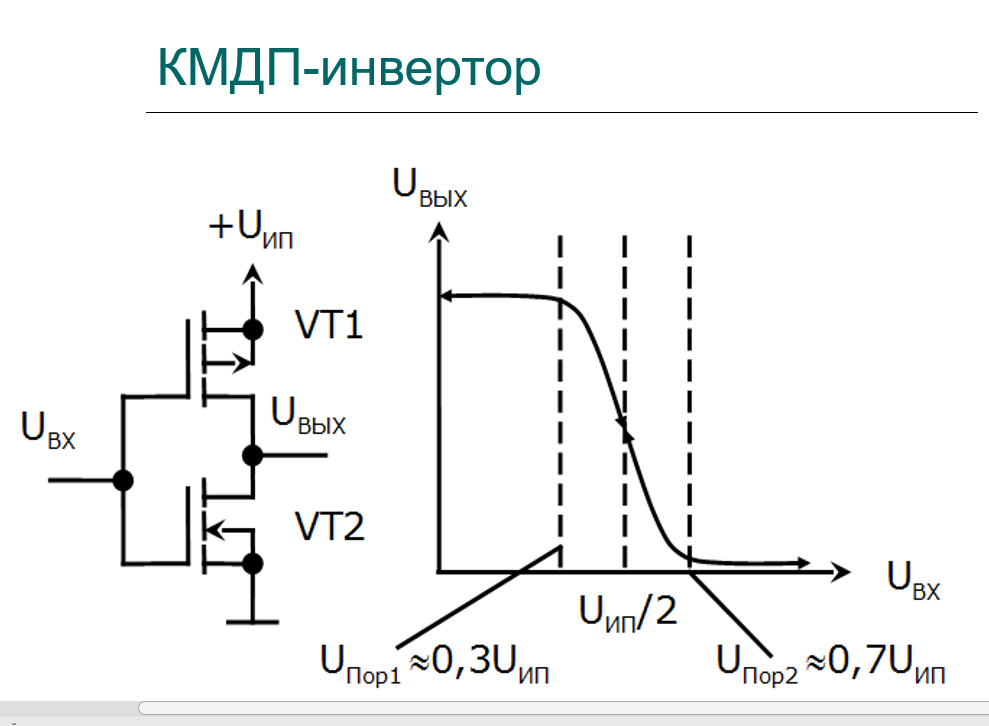 КМДП-инвертор
UВЫХ
+UИП
VT1
UВЫХ
UВХ
VT2
UВХ
UИП/2
UПор1 ≈0,3UИП
UПор2 ≈0,7UИП